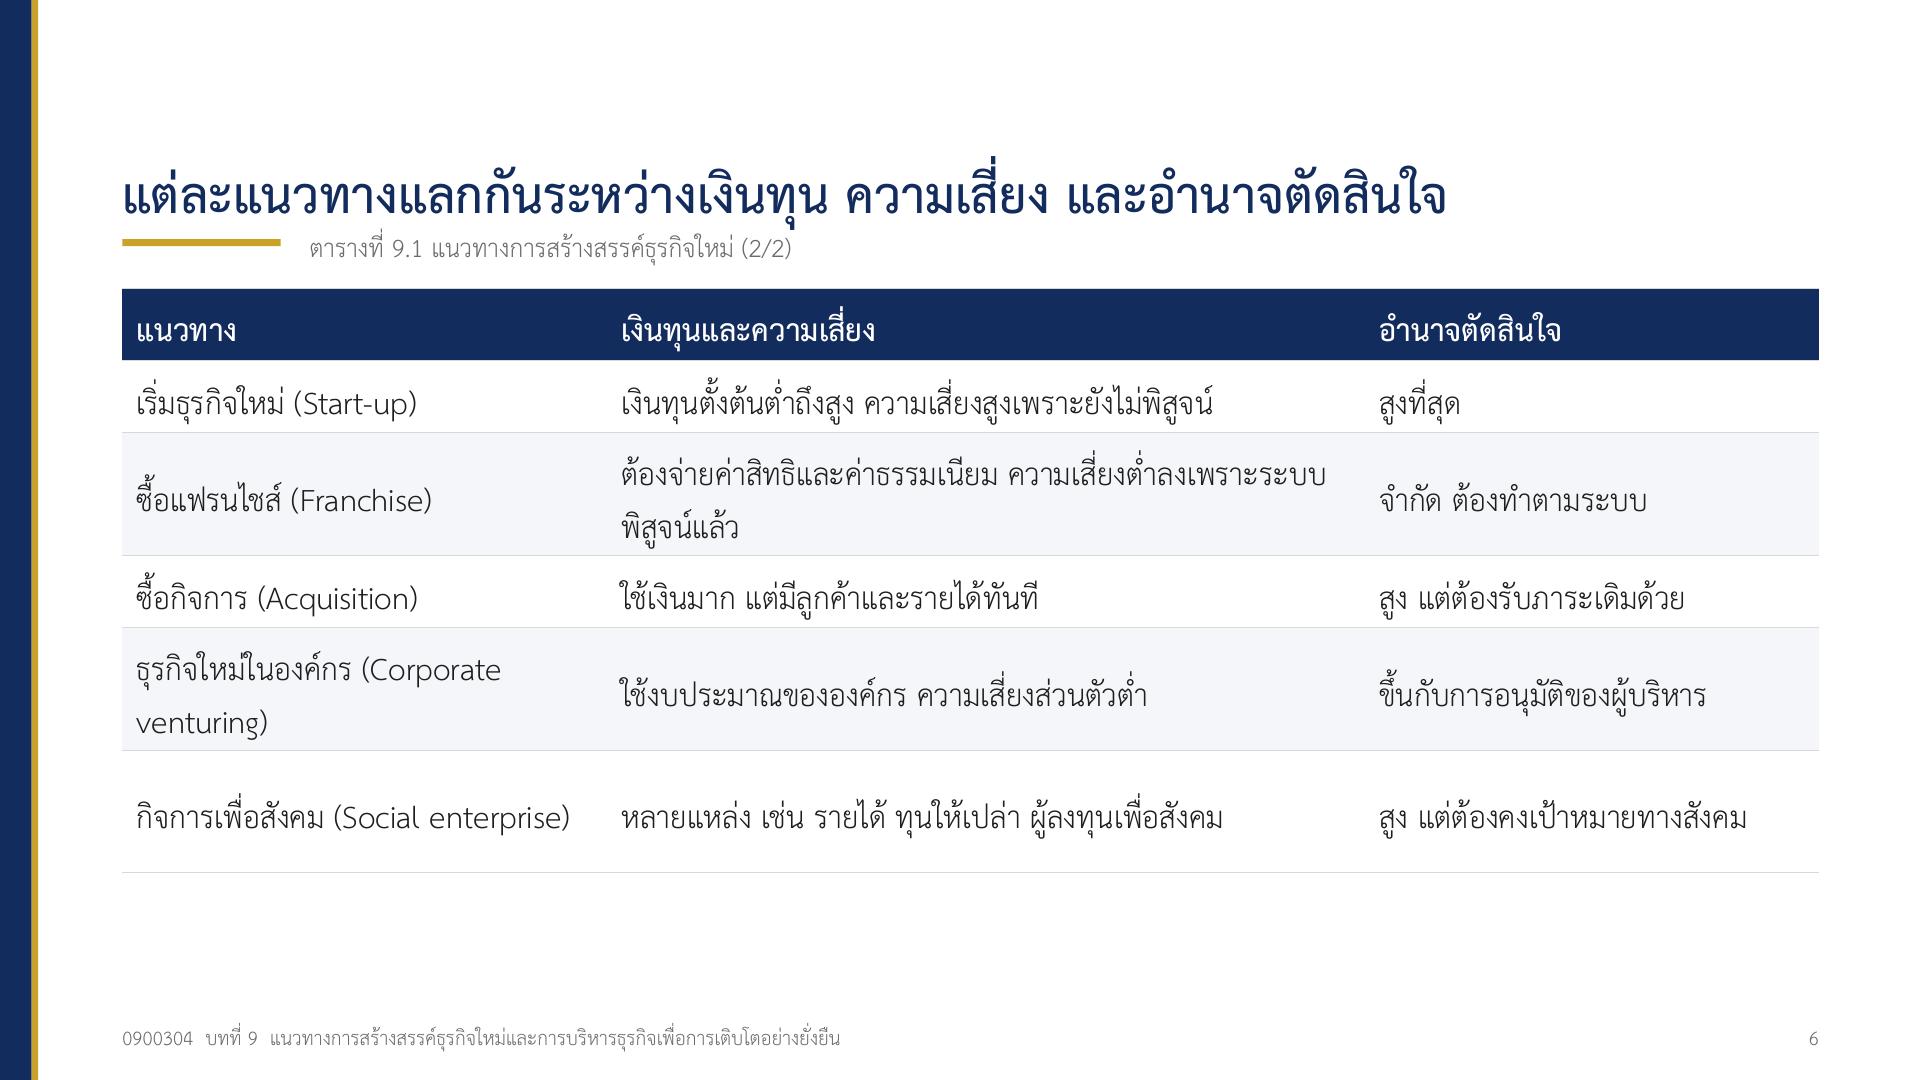 แต่ละแนวทางแลกกันระหว่างเงินทุน ความเสี่ยง และอำนาจตัดสินใจ
ตารางที่ 9.1 แนวทางการสร้างสรรค์ธุรกิจใหม่ (2/2)
แนวทาง เงินทุนและความเสี่ยง อำนาจตัดสินใจ
เริ่มธุรกิจใหม่ (Start-up) เงินทุนตั้งต้นต่ำถึงสูง ความเสี่ยงสูงเพราะยังไม่พิสูจน์ สูงที่สุด
ซื้อแฟรนไชส์ (Franchise) ต้องจ่ายค่าสิทธิและค่าธรรมเนียม ความเสี่ยงต่ำลงเพราะระบบ
พิสูจน์แล้ว จำกัด ต้องทำตามระบบ
ซื้อกิจการ (Acquisition) ใช้เงินมาก แต่มีลูกค้าและรายได้ทันที สูง แต่ต้องรับภาระเดิมด้วย
ธุรกิจใหม่ในองค์กร (Corporate
venturing) ใช้งบประมาณขององค์กร ความเสี่ยงส่วนตัวต่ำ ขึ้นกับการอนุมัติของผู้บริหาร
กิจการเพื่อสังคม (Social enterprise) หลายแหล่ง เช่น รายได้ ทุนให้เปล่า ผู้ลงทุนเพื่อสังคม สูง แต่ต้องคงเป้าหมายทางสังคม
0900304 บทที่ 9 แนวทางการสร้างสรรค์ธุรกิจใหม่และการบริหารธุรกิจเพื่อการเติบโตอย่างยั่งยืน 6